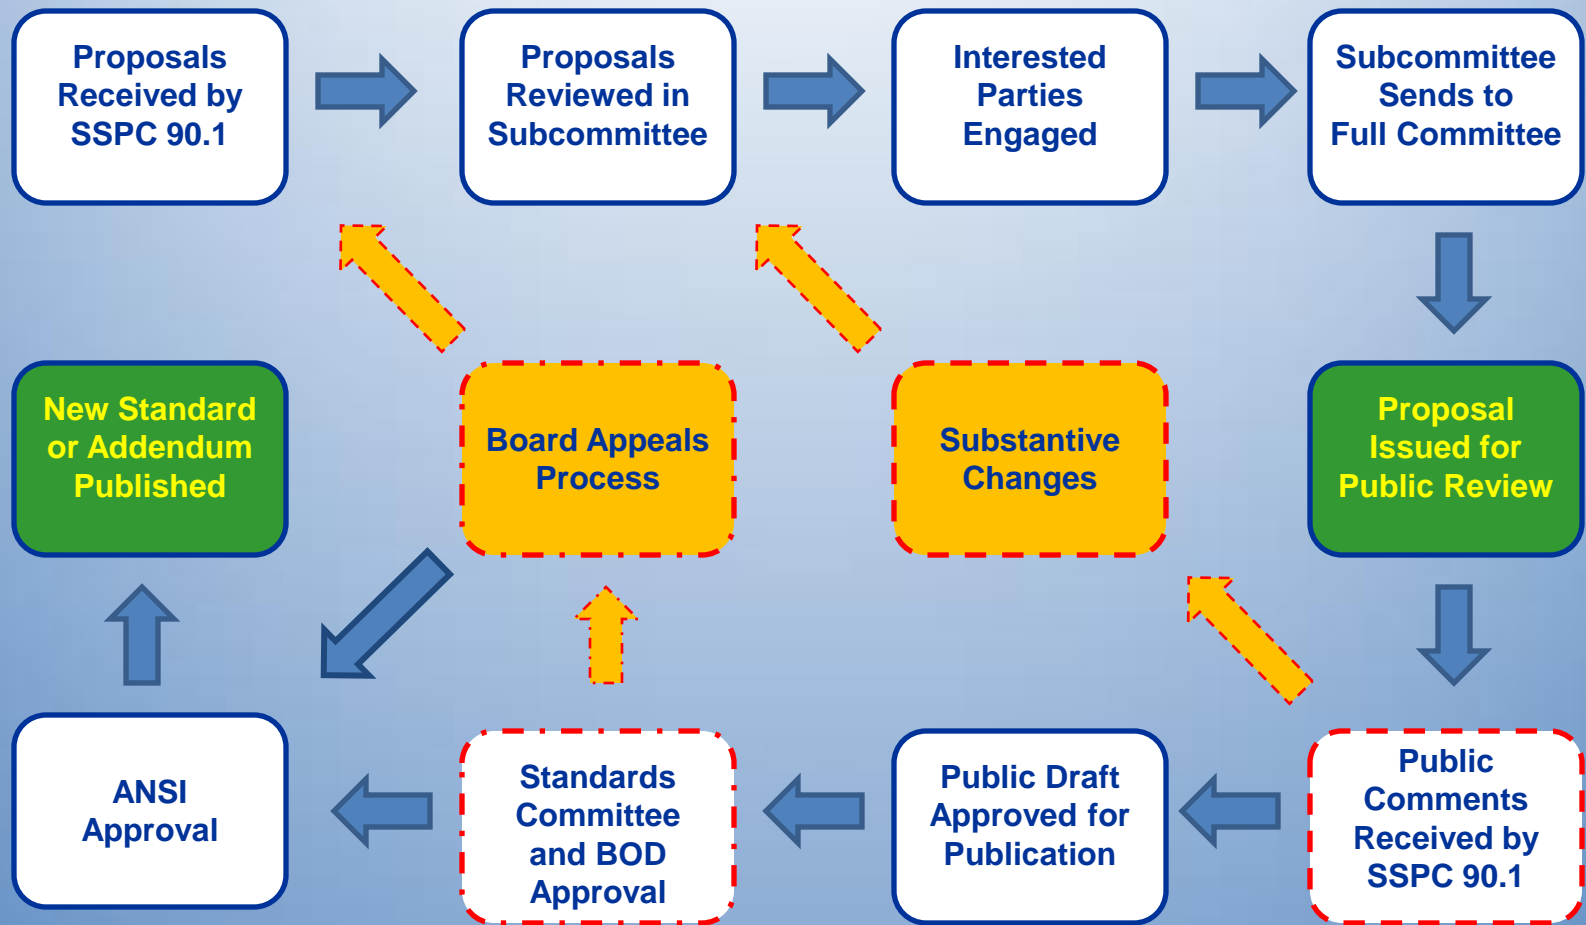 Proposals
Received by
SSPC 90.1
Proposals
Reviewed in
Subcommittee
Interested
Parties
Engaged
Subcommittee
Sends to
Full Committee
New Standard
or Addendum
Published
Board Appeals
Process
Substantive
Changes
Proposal
Issued for
Public Review
ANSI
Approval
Standards
Committee
and BOD
Approval
Public Draft
Approved for
Publication
Public
Comments
Received by
SSPC 90.1